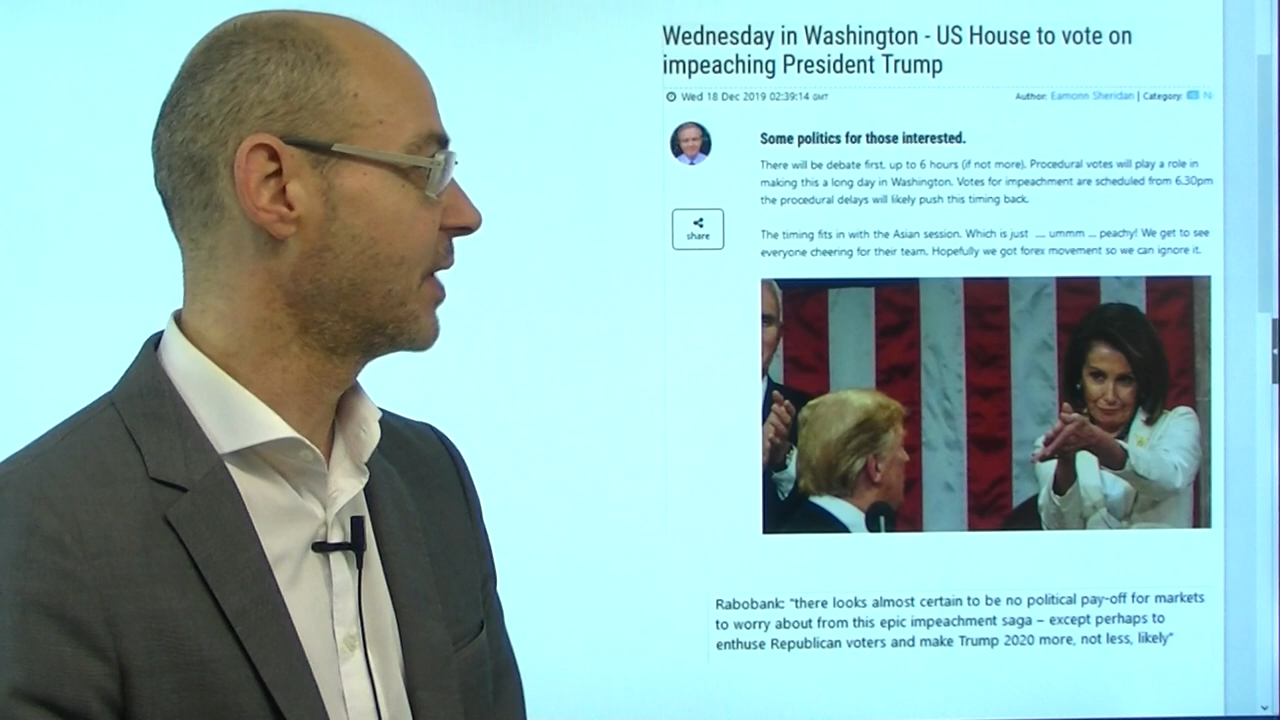 Wednesday in Washington - US House to vote on
impeaching President Trump
Wed 18 Dec 2019 02:39:14 GMT
Author: Eamonn Sheridan | Category:
Some politics for those interested.
There will be debate first, up to 6 hours (if not more). Procedural votes will play a role in
making this a long day in Washington. Votes for impeachment are scheduled from 6.30pm
the procedural delays will likely push this timing back.
share
The timing fits in with the Asian session. Which is just .... ummm ... peachy! We get to see
everyone cheering for their team. Hopefully we got forex movement so we can ignore it.
Rabobank: "there looks almost certain to be no political pay-off for markets
to worry about from this epic impeachment saga – except perhaps to
enthuse Republican voters and make Trump 2020 more, not less, likely"